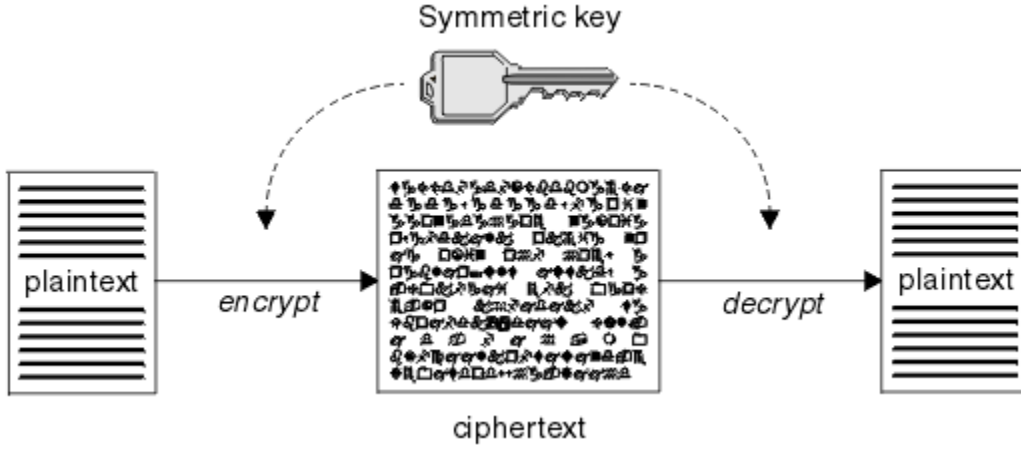 Symmetric key
plaintext
encrypt
decrypt
plaintext
ciphertext